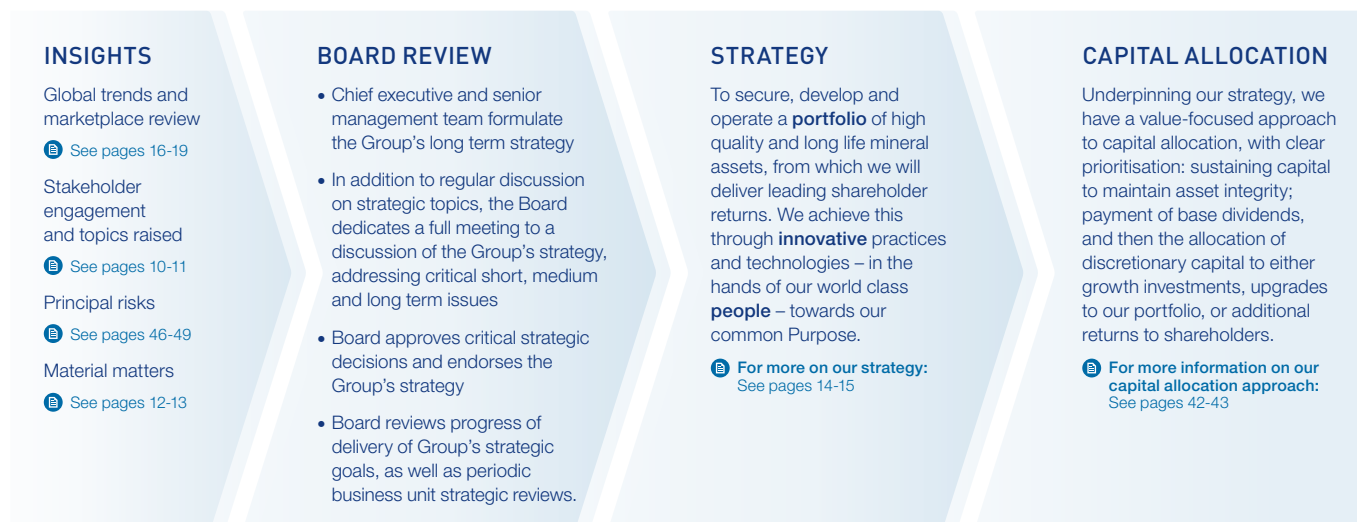 INSIGHTS
Global trends and
marketplace review
See pages 16-19
Stakeholder
engagement
and topics raised
See pages 10-11
Principal risks
See pages 46-49
Material matters
See pages 12-13
BOARD REVIEW
• Chief executive and senior
management team formulate
the Group's long term strategy
• In addition to regular discussion
on strategic topics, the Board
dedicates a full meeting to a
discussion of the Group's strategy,
addressing critical short, medium
and long term issues
• Board approves critical strategic
decisions and endorses the
Group's strategy
• Board reviews progress of
delivery of Group's strategic
goals, as well as periodic
business unit strategic reviews.
STRATEGY
To secure, develop and
operate a portfolio of high
quality and long life mineral
assets, from which we will
deliver leading shareholder
returns. We achieve this
through innovative practices
and technologies – in the
hands of our world class
people – towards our
common Purpose.
For more on our strategy:
See pages 14-15
CAPITAL ALLOCATION
Underpinning our strategy, we
have a value-focused approach
to capital allocation, with clear
prioritisation: sustaining capital
to maintain asset integrity;
payment of base dividends,
and then the allocation of
discretionary capital to either
growth investments, upgrades
to our portfolio, or additional
returns to shareholders.
For more information on our
capital allocation approach:
See pages 42-43